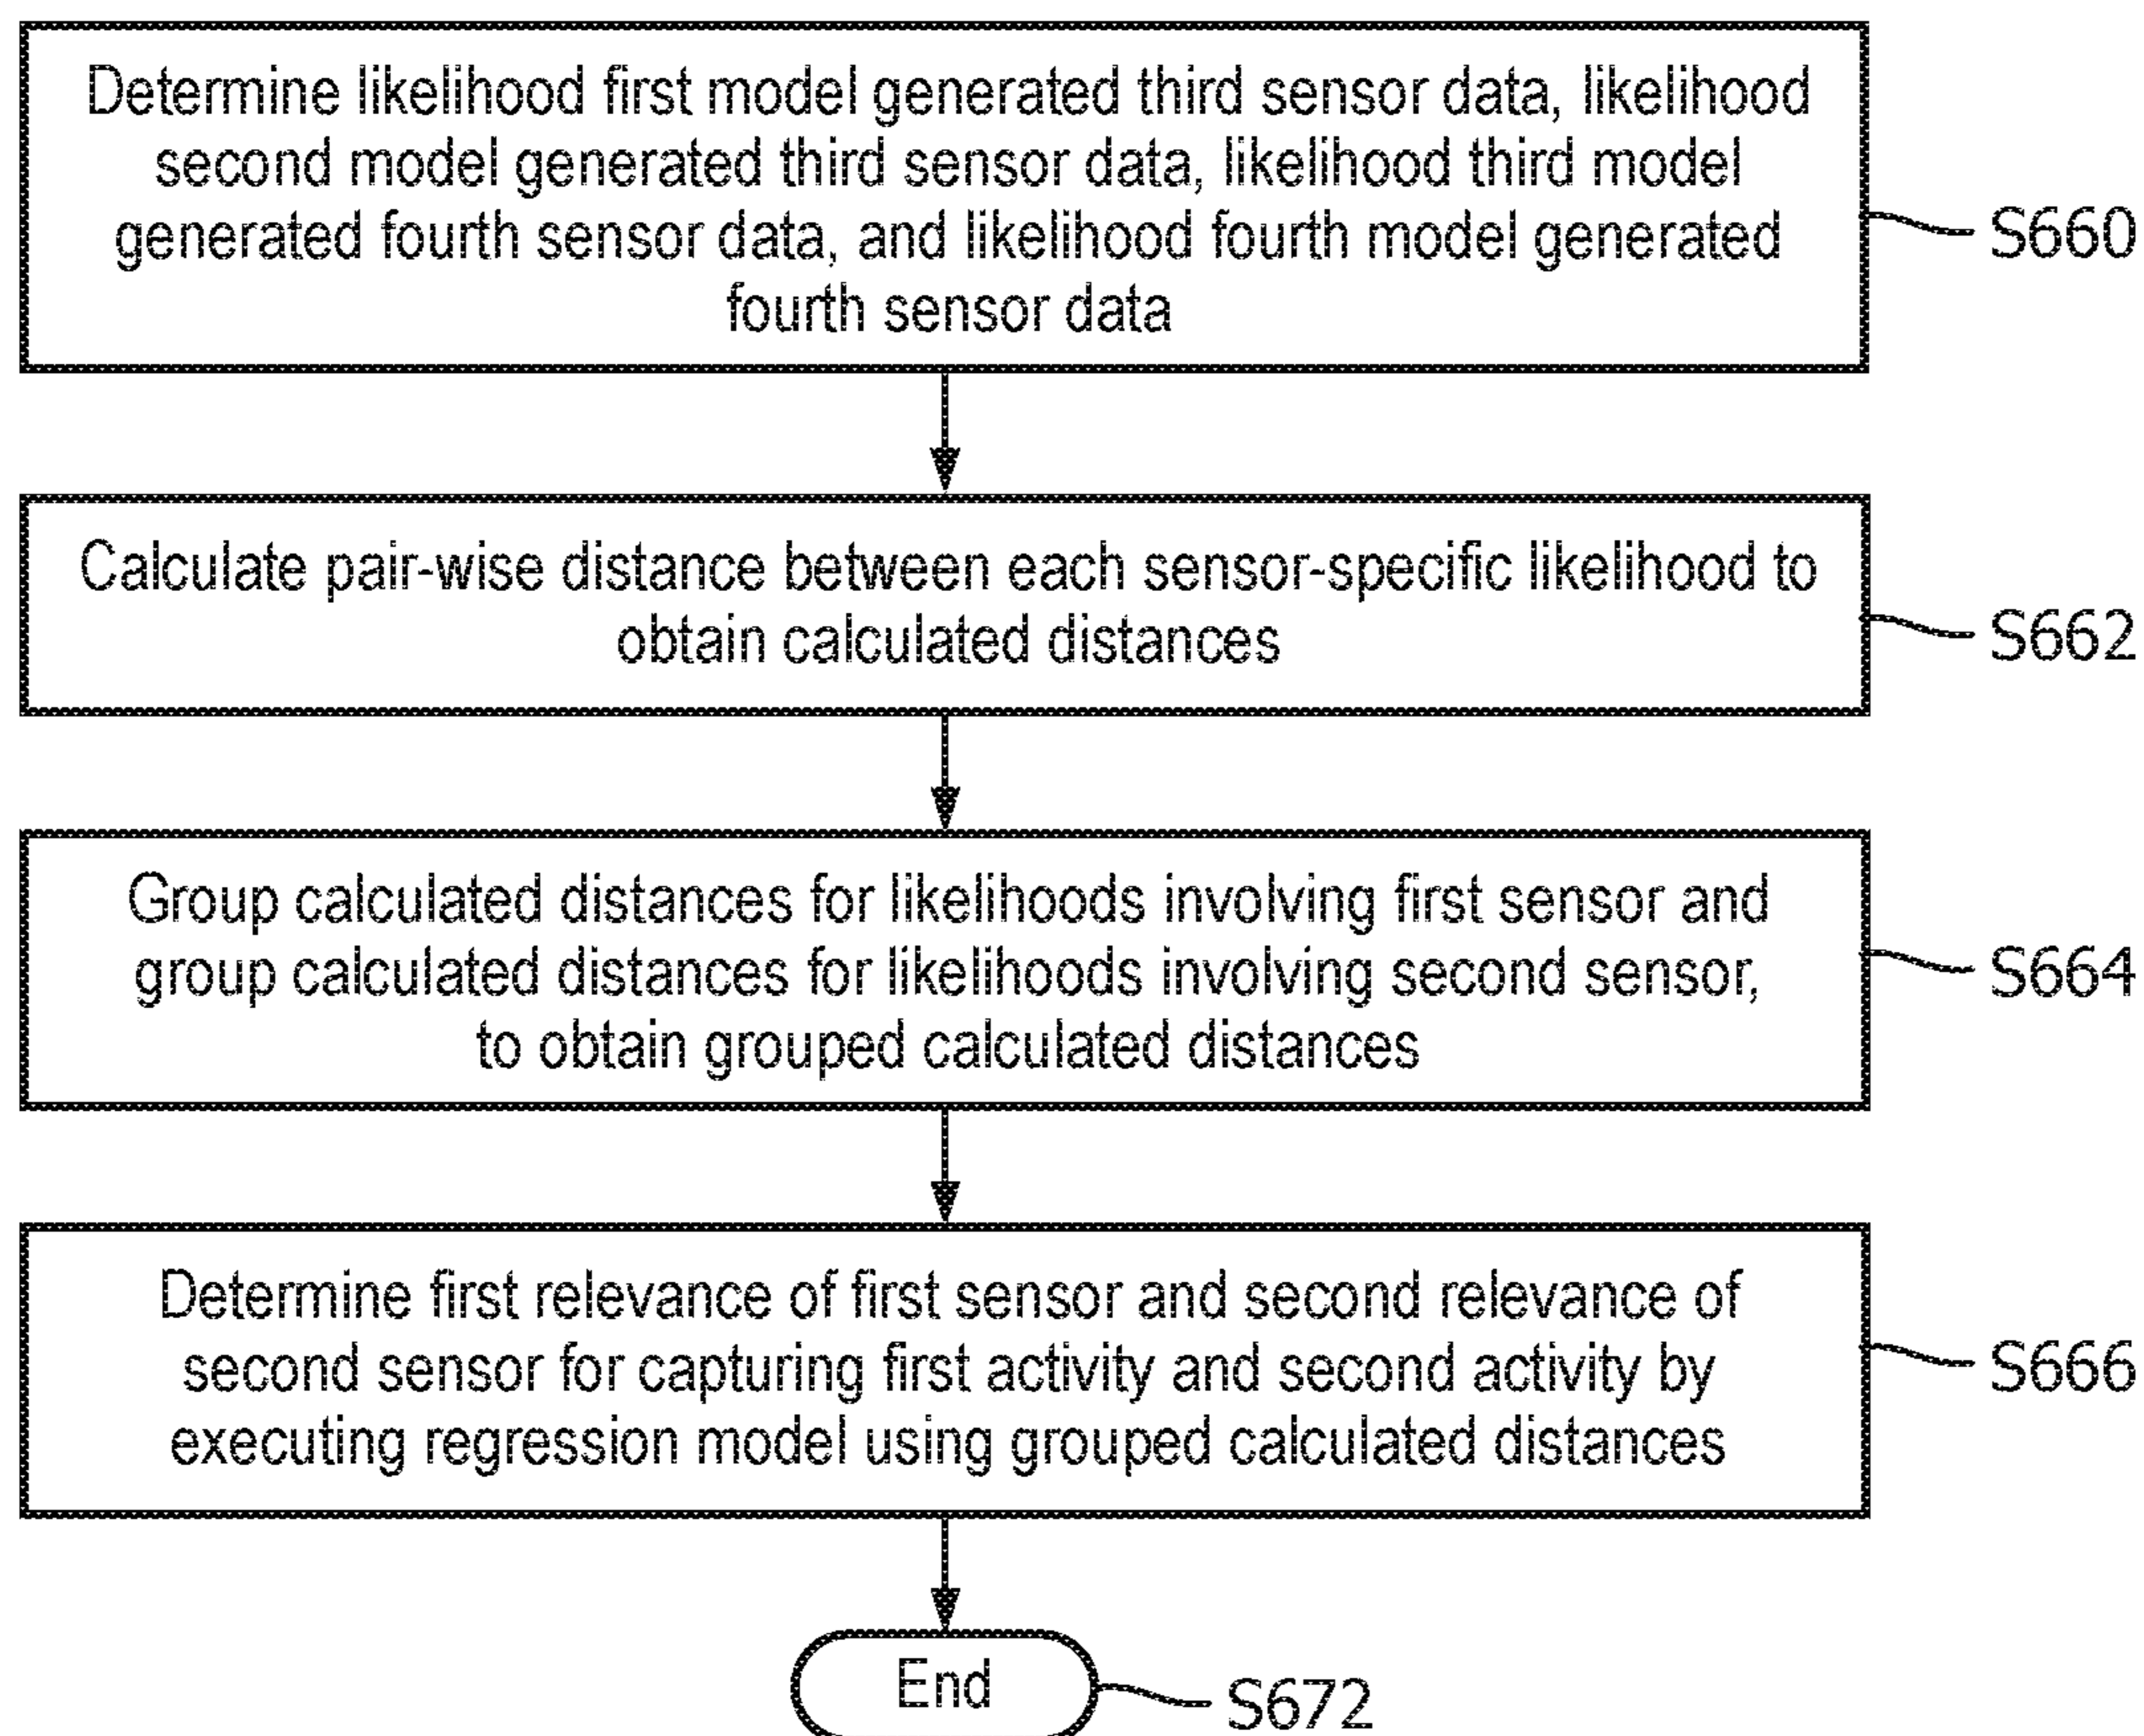 Determine likelihood first model generated third sensor data, likelihood
second model generated third sensor data, likelihood third model
generated fourth sensor data, and likelihood fourth model generated
fourth sensor data
S660
Calculate pair-wise distance between each sensor-specific likelihood to
obtain calculated distances
S662
Group calculated distances for likelihoods involving first sensor and
group calculated distances for likelihoods involving second sensor,
to obtain grouped calculated distances
S664
Determine first relevance of first sensor and second relevance of
second sensor for capturing first activity and second activity by
executing regression model using grouped calculated distances
S666
End
S672